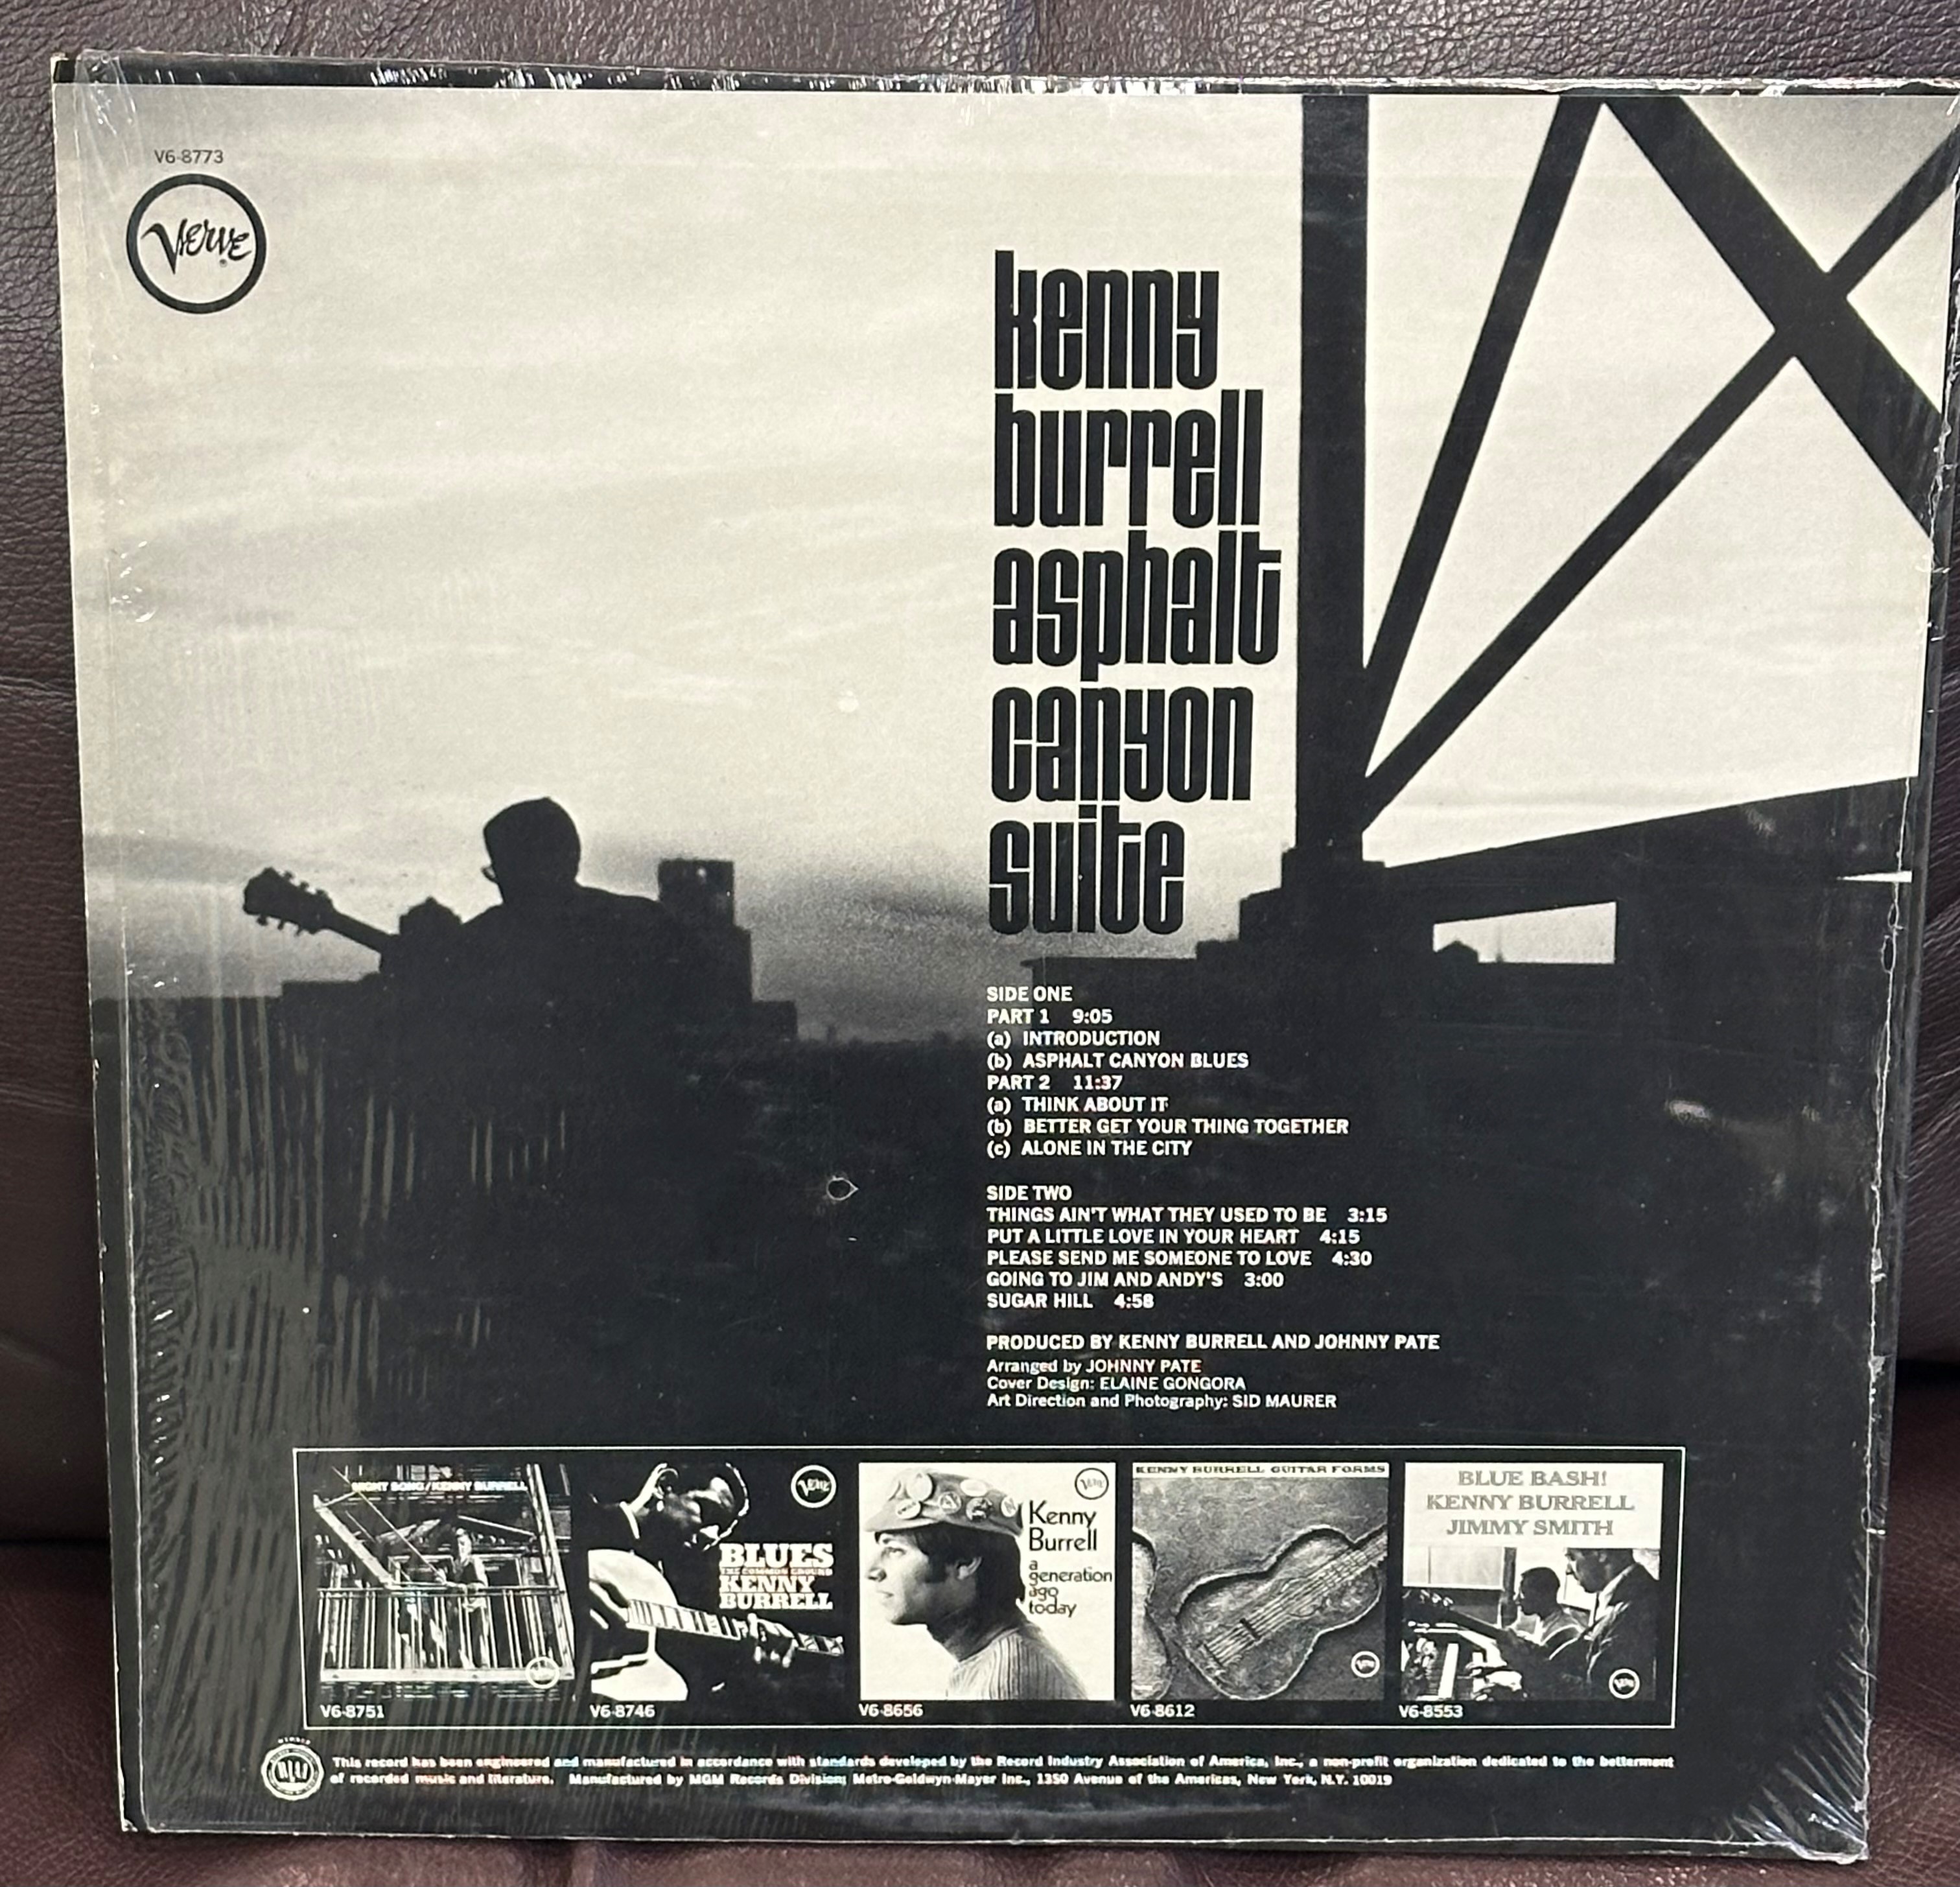 V6-8773
Verve
kenny
burrell
asphalt
canyon
suite
SIDE ONE
PART 1 9:05
(a) INTRODUCTION
(b) ASPHALT CANYON BLUES
PART 2 11:37
(a) THINK ABOUT IT
(b) BETTER GET YOUR THING TOGETHER
(c) ALONE IN THE CITY
SIDE TWO
THINGS AIN'T WHAT THEY USED TO BE 3:15
PUT A LITTLE LOVE IN YOUR HEART 4:15
PLEASE SEND ME SOMEONE TO LOVE 4:30
GOING TO JIM AND ANDY'S 3:00
SUGAR HILL 4:58
PRODUCED BY KENNY BURRELL AND JOHNNY PATE
Arranged by JOHNNY PATE
Cover Design: ELAINE GONGORA
Art Direction and Photography: SID MAURER
NIGHT SONG/KENNY BURRELL
V6-8751
Verve
BLUES
THE COMMON GROUND
KENNY
BURRELL
V6-8746
Verve
Kenny
Burrell
a
generation
ago
today
V6-8656
KENNY BURRELL GUITAR FORMS
Verve
V6-8612
BLUE BASH!
KENNY BURRELL
JIMMY SMITH
Verve
V6-8553
This record has been engineered and manufactured in accordance with standards developed by the Record Industry Association of America, Inc., a non-profit organization dedicated to the betterment
of recorded music and literature. Manufactured by MGM Records Division; Metro-Goldwyn-Mayer Inc., 1350 Avenue of the Americas, New York, N.Y. 10019